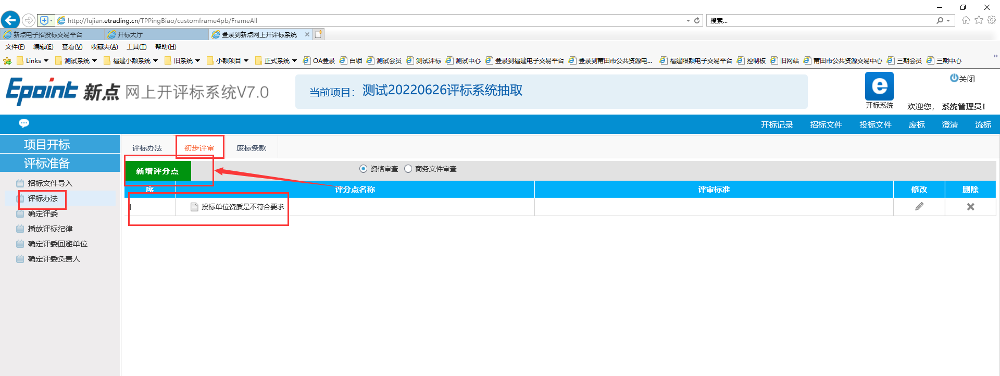 http://fujian.etrading.cn/TPPingBiao/customframe4pb/FrameAll
搜索...
新点电子招投标交易平台 开标大厅 登录到新点网上开评标系统
文件(F) 编辑(E) 查看(V) 收藏夹(A) 工具(T) 帮助(H)
Links 测试系统 福建小额系统 旧系统 小额项目 正式系统 OA登录 白锁 测试会员 测试评标 测试中心 登录到福建电子交易平台 登录到莆田市公共资源电... 福建限额电子交易平台 控制板 旧网站 莆田市公共资源交易中心 三期会员 三期中心
Epoint 新点 网上开评标系统V7.0
当前项目： 测试20220626评标系统抽取
开标系统
关闭
欢迎您， 系统管理员！
开标记录 招标文件 投标文件 废标 澄清 流标
项目开标
评标准备
招标文件导入
评标办法
确定评委
播放评标纪律
确定评委回避单位
确定评委负责人
评标办法 初步评审 废标条款
新增评分点
资格审查 商务文件审查
序 评分点名称 评审标准 修改 删除
1 投标单位资质是不符合要求